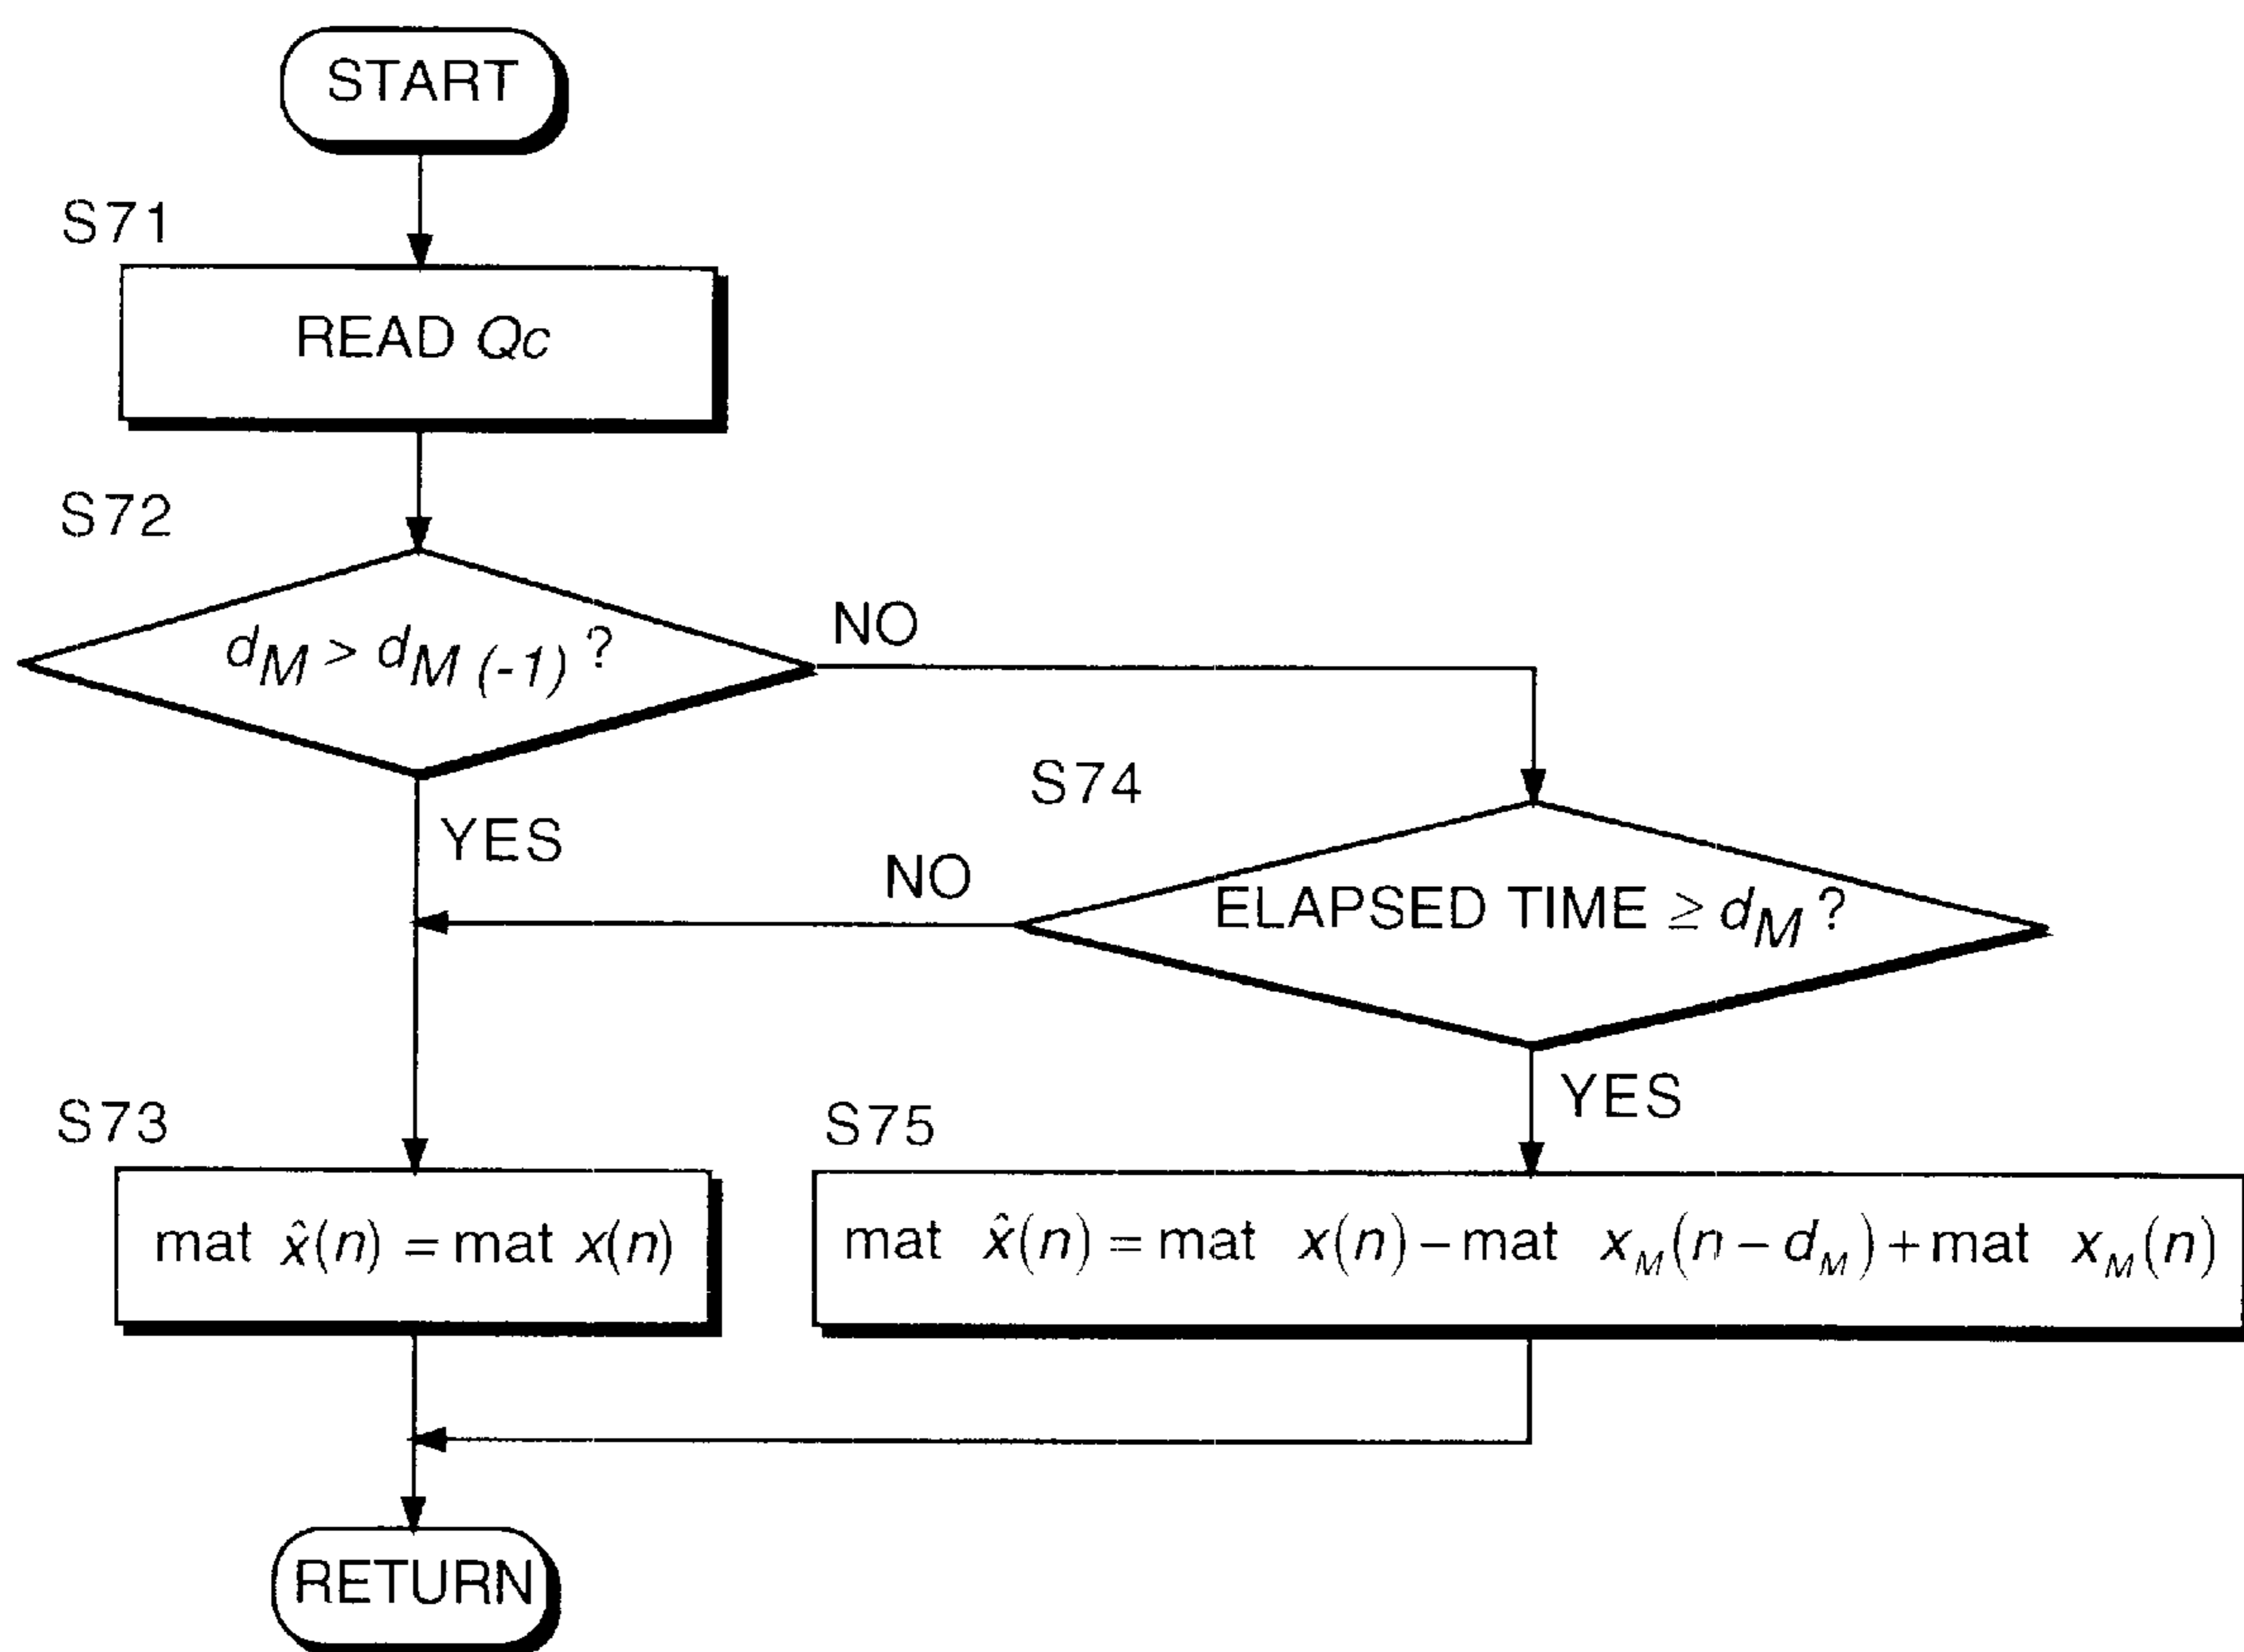 START
S71
READ Qc
S72
d_M > d_M (-1) ?
NO
S74
YES
NO
ELAPSED TIME ≥ d_M ?
YES
S73
S75
mat x̂(n) = mat x(n)
mat x̂(n) = mat x(n) – mat x_M(n – d_M) + mat x_M(n)
RETURN